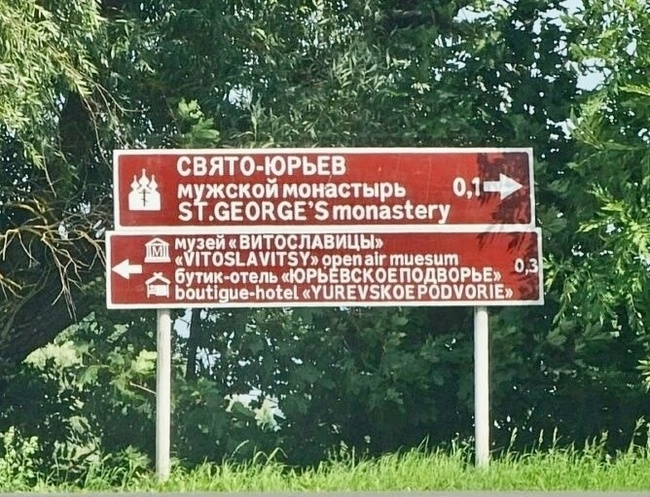 СВЯТО-ЮРЬЕВ
мужской монастырь 0,1
ST.GEORGE'S monastery
музей «ВИТОСЛАВИЦЫ»
«VITOSLAVITSY» open air muesum
бутик-отель «ЮРЬЕВСКОЕ ПОДВОРЬЕ» 0,3
boutigue-hotel «YUREVSKOE PODVORIE»